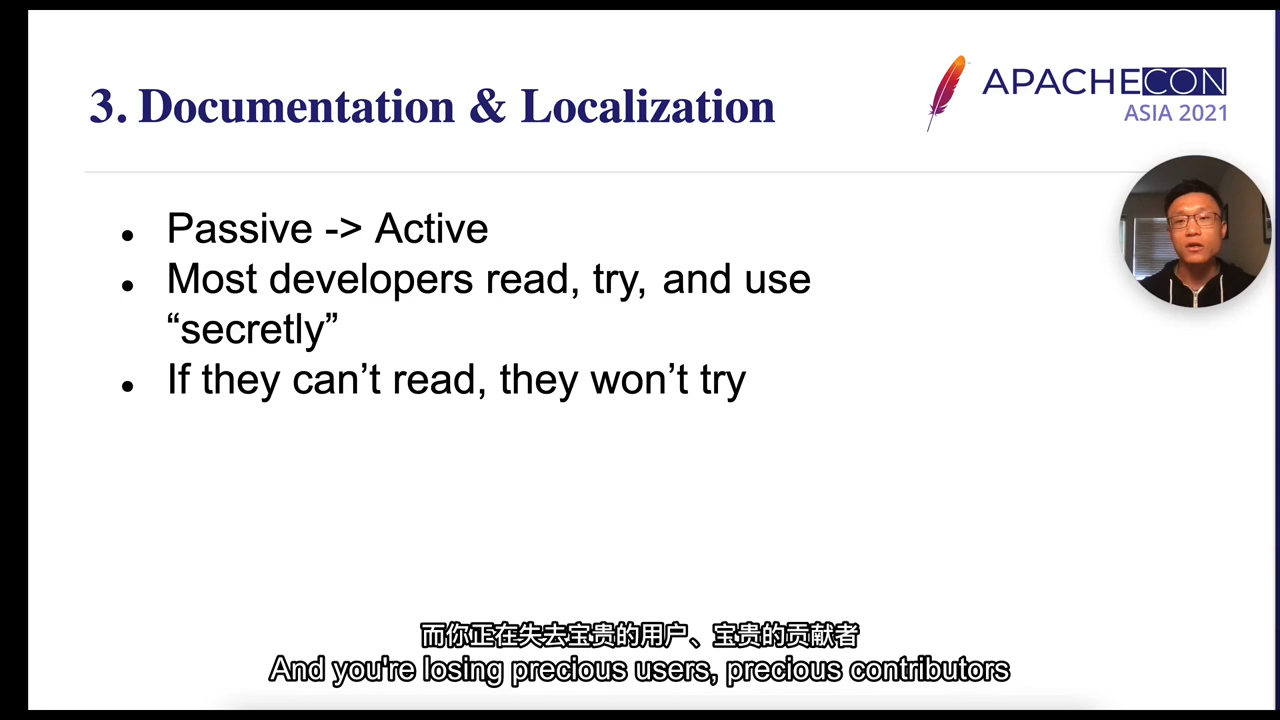 3. Documentation & Localization
APACHECON
ASIA 2021
Passive -> Active
Most developers read, try, and use
“secretly”
If they can’t read, they won’t try
而你正在失去宝贵的用户、宝贵的贡献者
And you're losing precious users, precious contributors